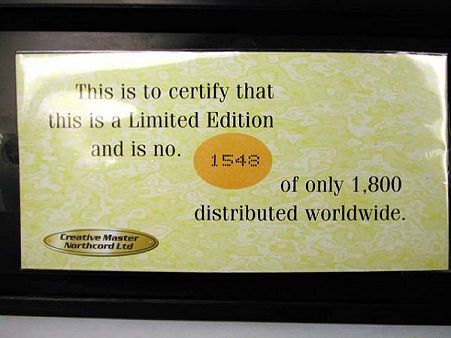 This is to certify that
this is a Limited Edition
and is no. 1548
of only 1,800
distributed worldwide.
Creative Master
Northcord Ltd